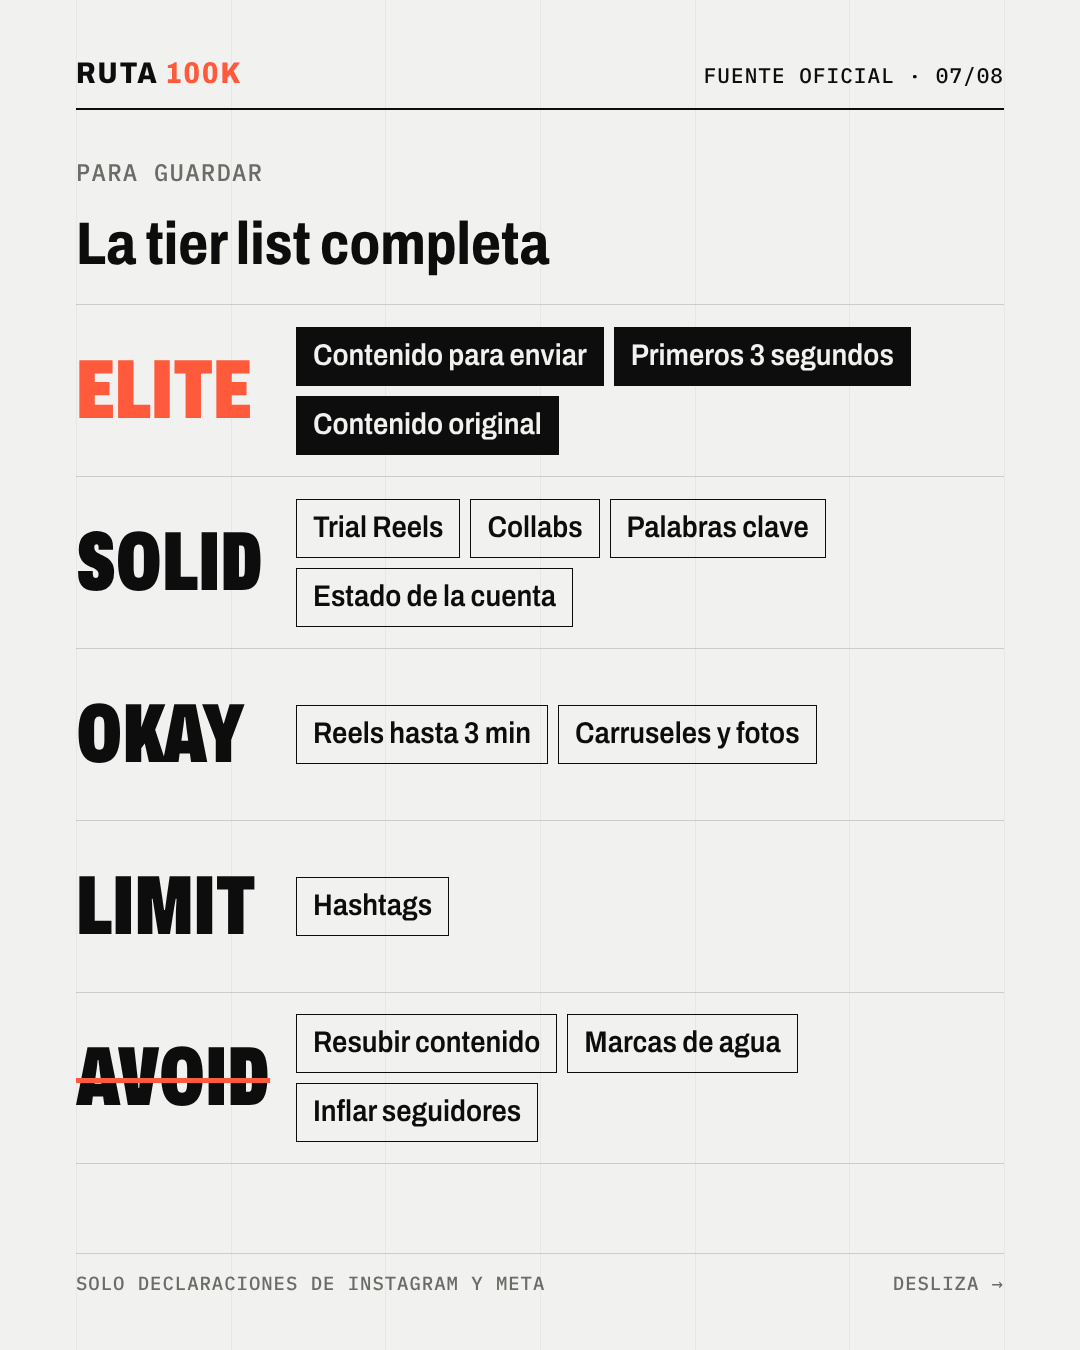 RUTA 100K
FUENTE OFICIAL · 07/08
PARA GUARDAR
La tier list completa
ELITE
Contenido para enviar
Primeros 3 segundos
Contenido original
SOLID
Trial Reels
Collabs
Palabras clave
Estado de la cuenta
OKAY
Reels hasta 3 min
Carruseles y fotos
LIMIT
Hashtags
AVOID
Resubir contenido
Marcas de agua
Inflar seguidores
SOLO DECLARACIONES DE INSTAGRAM Y META
DESLIZA →